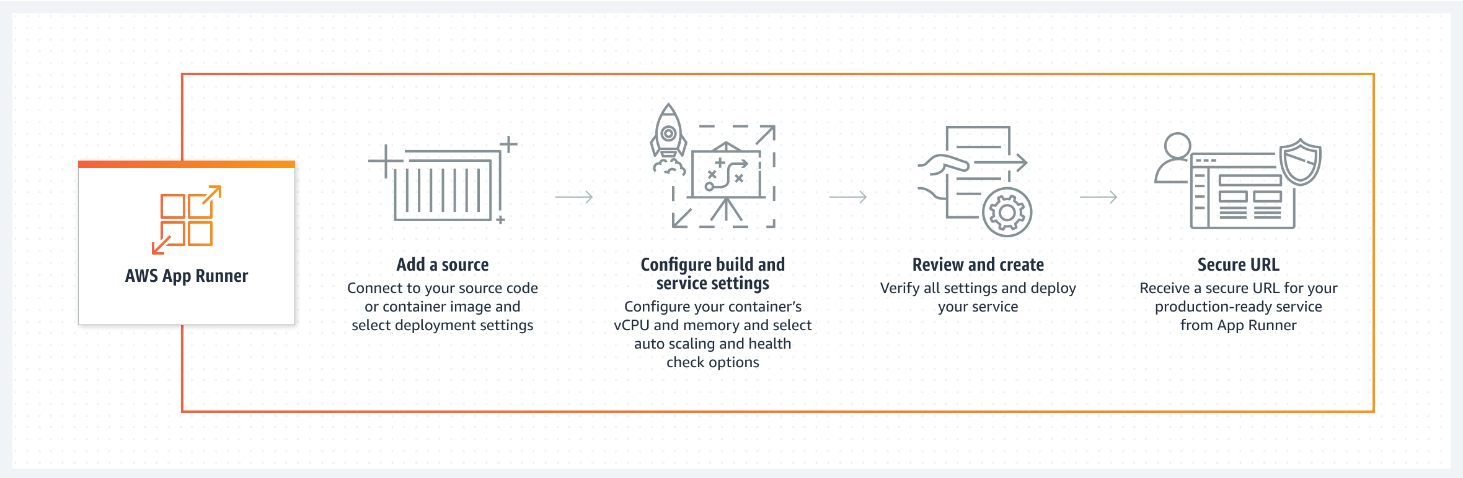 AWS App Runner
Add a source
Connect to your source code
or container image and
select deployment settings
Configure build and
service settings
Configure your container's
vCPU and memory and select
auto scaling and health
check options
Review and create
Verify all settings and deploy
your service
Secure URL
Receive a secure URL for your
production-ready service
from App Runner